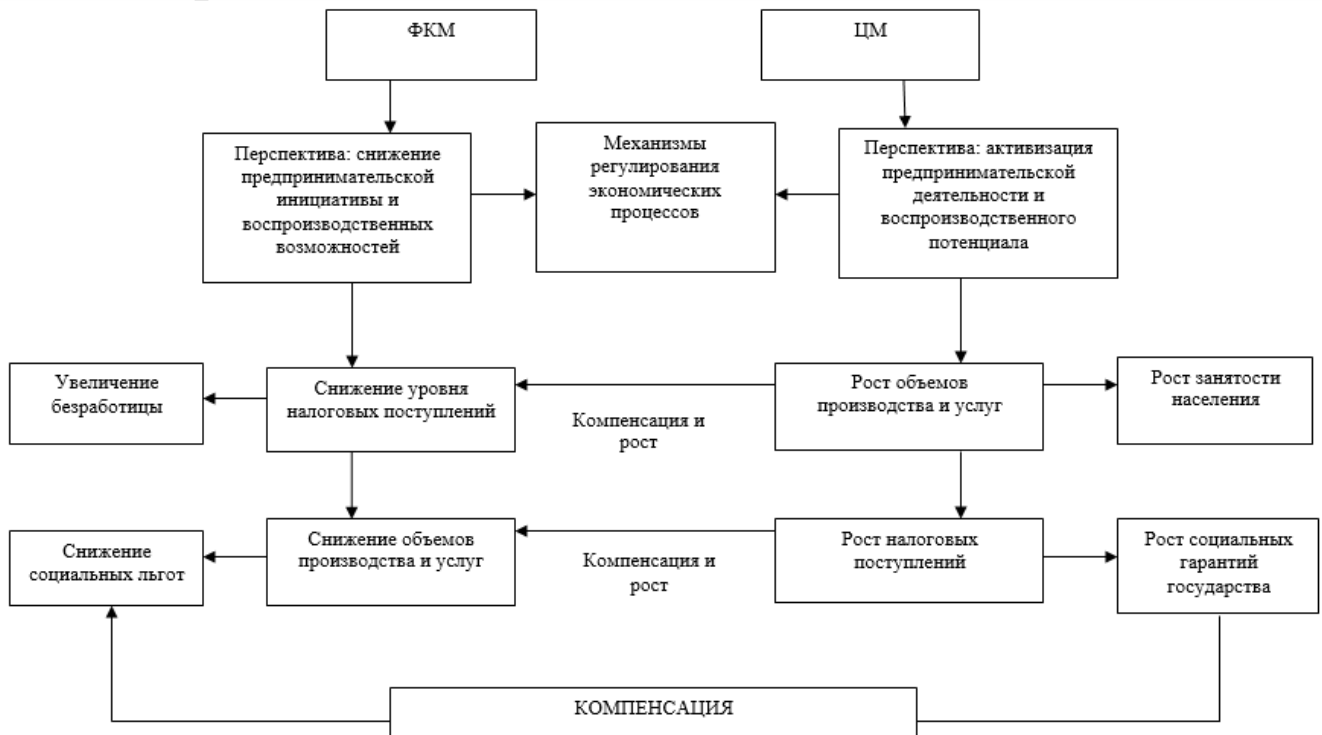 ФКМ
ЦМ
Перспектива: снижение
предпринимательской
инициативы и
воспроизводственных
возможностей
Механизмы
регулирования
экономических
процессов
Перспектива: активизация
предпринимательской
деятельности и
воспроизводственного
потенциала
Увеличение
безработицы
Снижение уровня
налоговых поступлений
Компенсация и
рост
Рост объемов
производства и услуг
Рост занятости
населения
Снижение
социальных льгот
Снижение объемов
производства и услуг
Компенсация и
рост
Рост налоговых
поступлений
Рост социальных
гарантий
государства
КОМПЕНСАЦИЯ